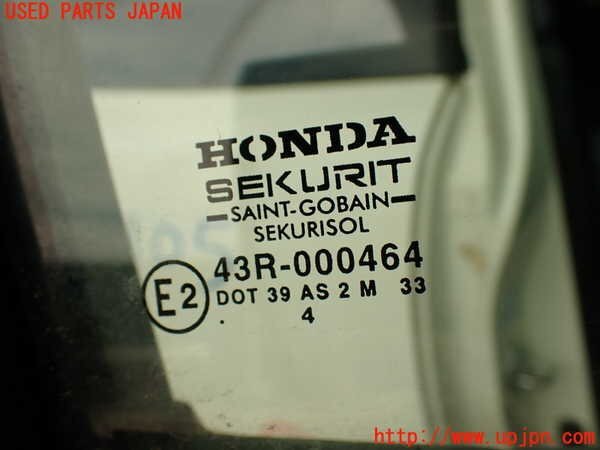 USED PARTS JAPAN
HONDA
SEKURIT
SAINT-GOBAIN
SEKURISOL
E2
43R-000464
DOT 39 AS 2 M 33
. 4
http://www.upjpn.com